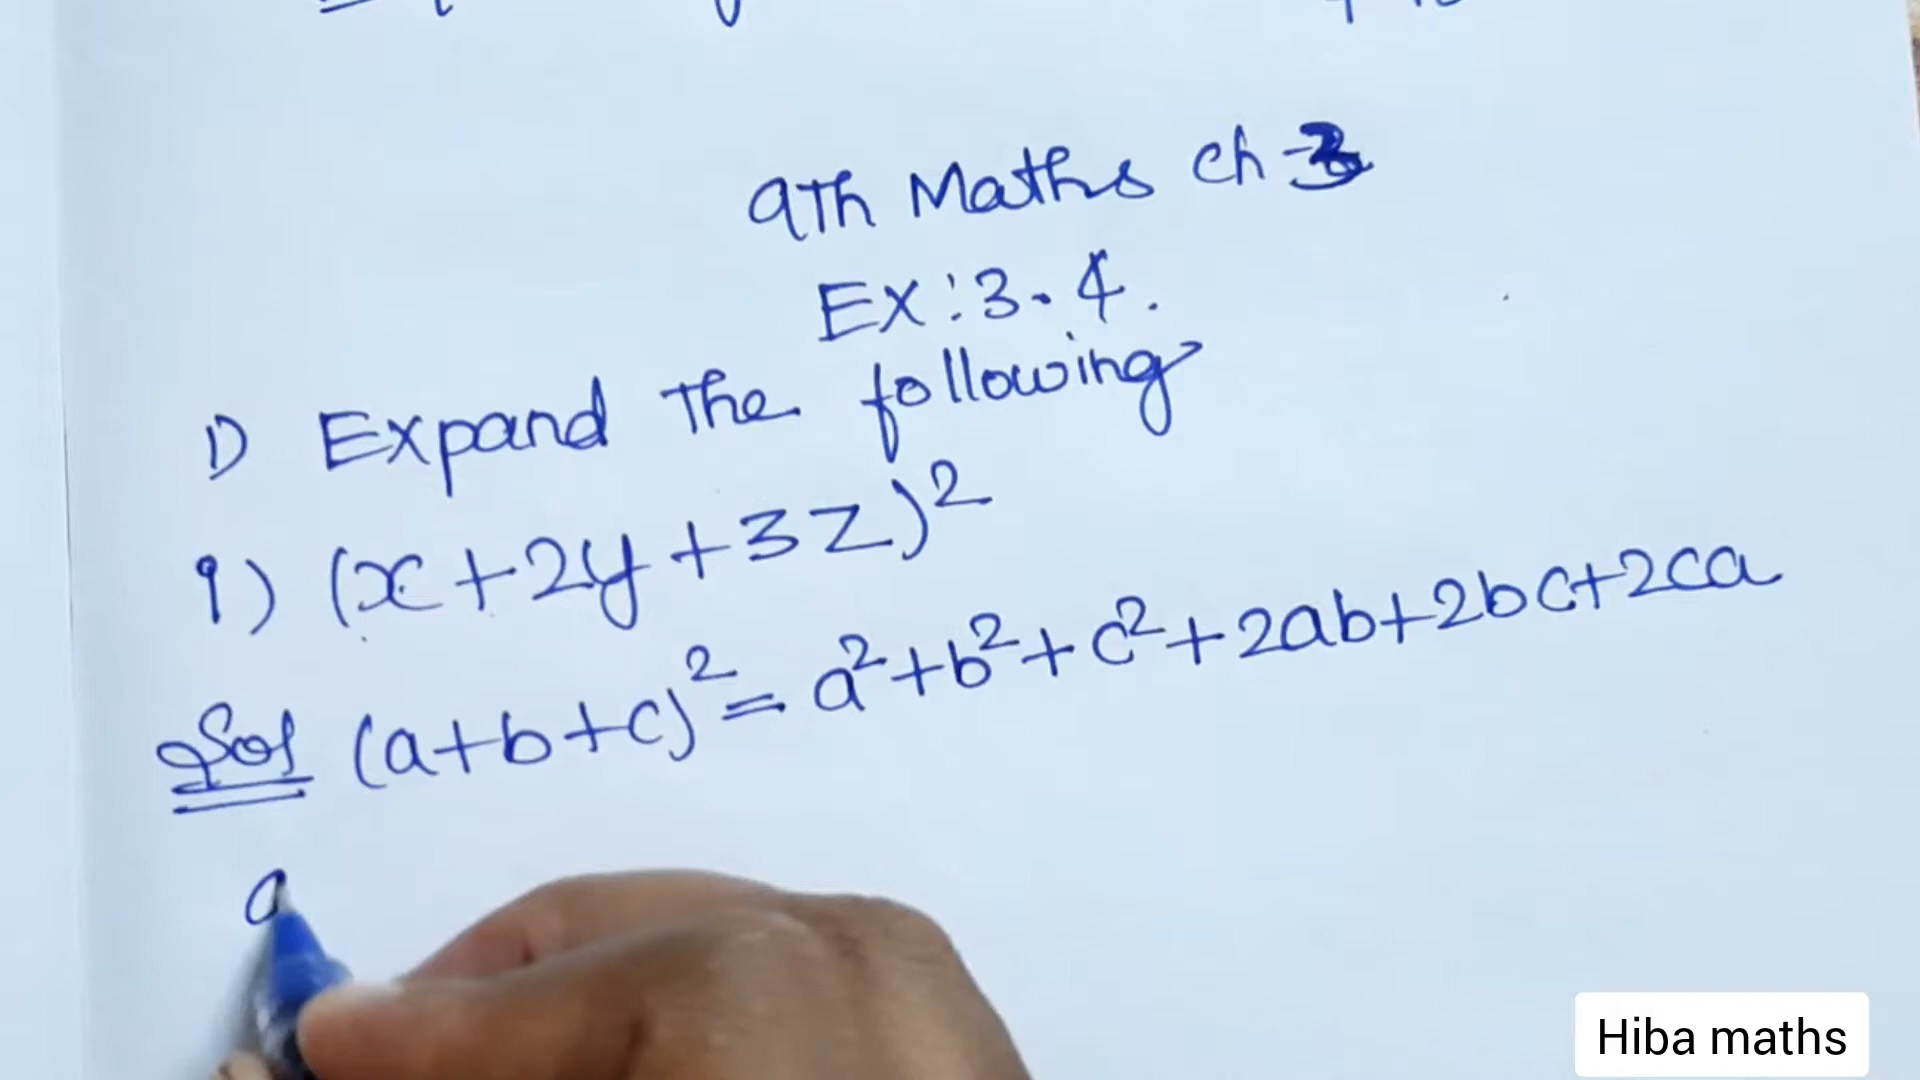 9Th Maths Ch-3
EX: 3.4.
1) Expand The following
i) (x+2y+3z)²
Sol (a+b+c)² = a²+b²+c²+2ab+2bc+2ca
a
Hiba maths